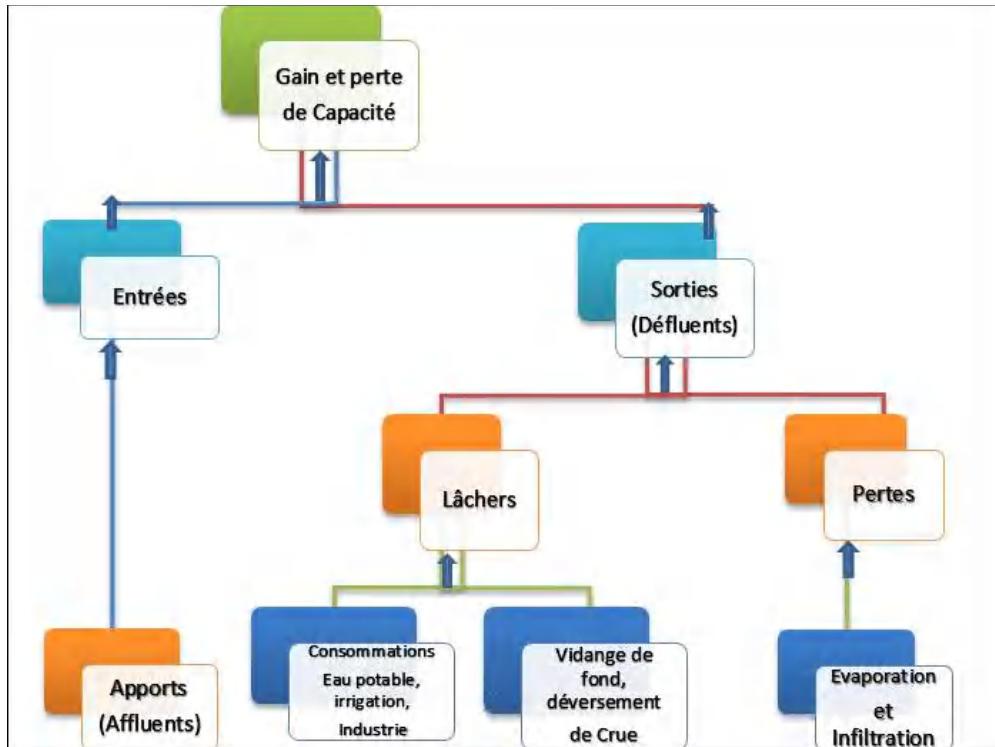 Gain et perte
de Capacité
Entrées
Sorties
(Défluents)
Lâchers
Pertes
Apports
(Affluents)
Consommations
Eau potable,
irrigation,
Industrie
Vidange de
fond,
déversement
de Crue
Evaporation
et
Infiltration